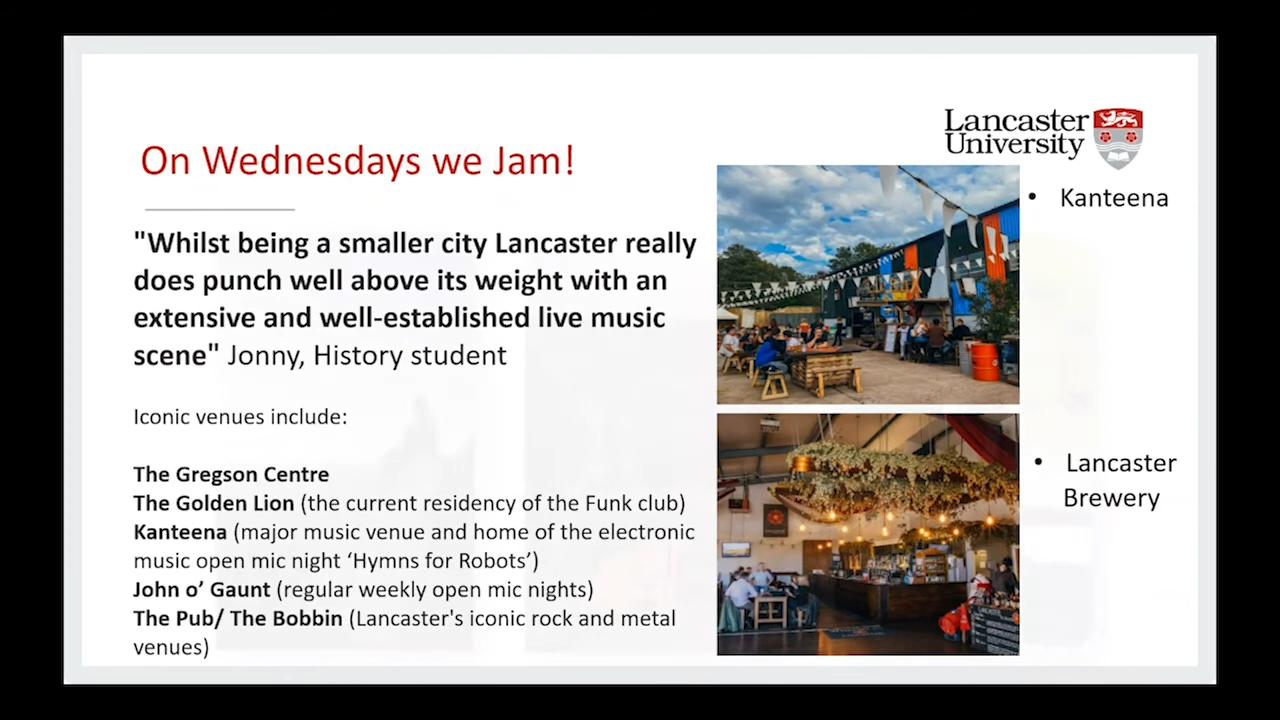 Lancaster
University
On Wednesdays we Jam!
"Whilst being a smaller city Lancaster really
does punch well above its weight with an
extensive and well-established live music
scene" Jonny, History student
Iconic venues include:
The Gregson Centre
The Golden Lion (the current residency of the Funk club)
Kanteena (major music venue and home of the electronic
music open mic night ‘Hymns for Robots’)
John o’ Gaunt (regular weekly open mic nights)
The Pub/ The Bobbin (Lancaster's iconic rock and metal
venues)
• Kanteena
• Lancaster
Brewery